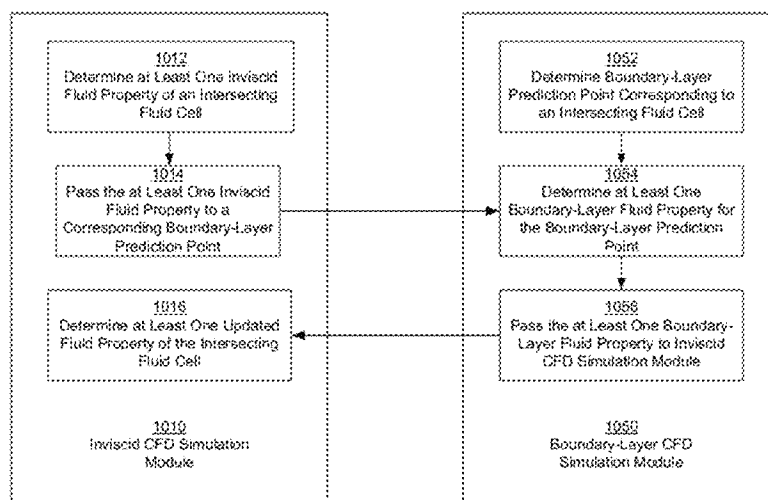 1012
Determine at Least One Inviscid
Fluid Property of an Intersecting
Fluid Cell
1014
Pass the at Least One Inviscid
Fluid Property to a
Corresponding Boundary-Layer
Prediction Point
1016
Determine at Least One Updated
Fluid Property of the Intersecting
Fluid Cell
1010
Inviscid CFD Simulation
Module
1052
Determine Boundary-Layer
Prediction Point Corresponding to
an Intersecting Fluid Cell
1054
Determine at Least One
Boundary-Layer Fluid Property for
the Boundary-Layer Prediction
Point
1056
Pass the at Least One Boundary-
Layer Fluid Property to Inviscid
CFD Simulation Module
1050
Boundary-Layer CFD
Simulation Module